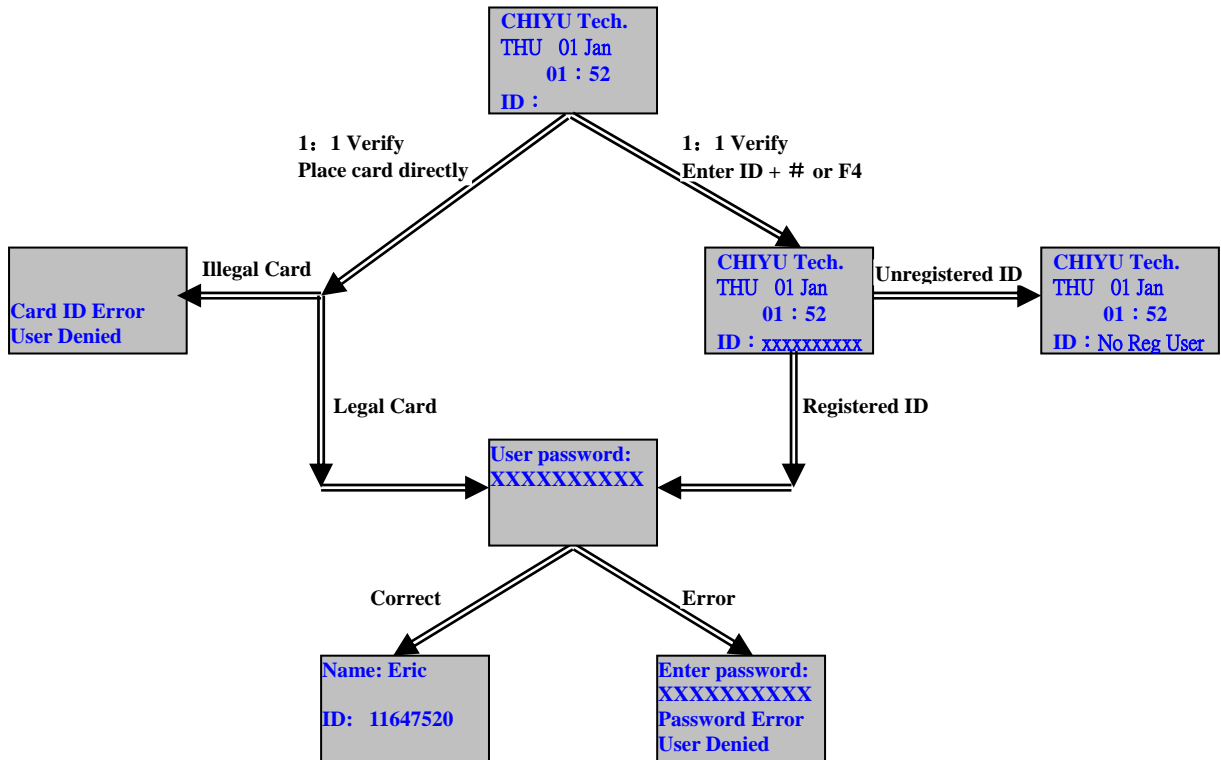 CHIYU Tech.
THU 01 Jan
01：52
ID：
1：1 Verify
Place card directly
1：1 Verify
Enter ID + ＃ or F4
Illegal Card
Card ID Error
User Denied
CHIYU Tech.
THU 01 Jan
01：52
ID：xxxxxxxxxx
Unregistered ID
CHIYU Tech.
THU 01 Jan
01：52
ID：No Reg User
Legal Card
Registered ID
User password:
XXXXXXXXXX
Correct
Error
Name: Eric
ID: 11647520
Enter password:
XXXXXXXXXX
Password Error
User Denied